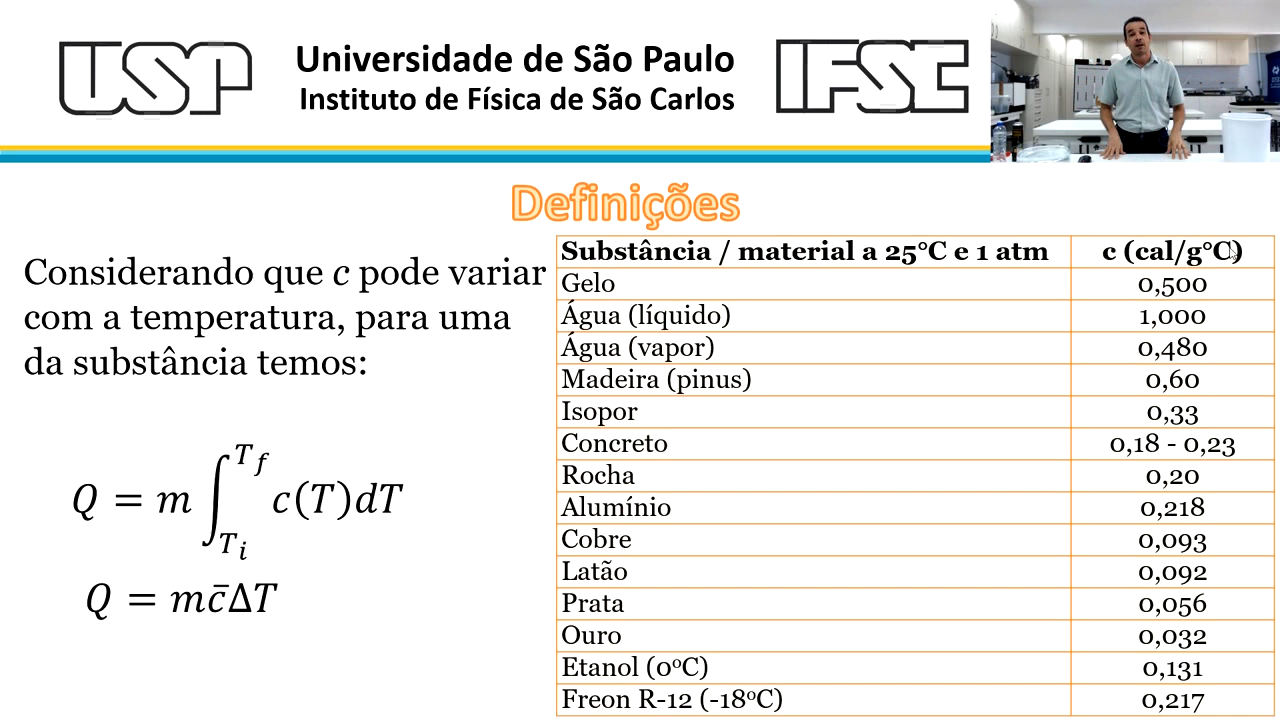 USP
Universidade de São Paulo
Instituto de Física de São Carlos
IFSC
Definições
Considerando que c pode variar
com a temperatura, para uma
da substância temos:
Q = m ∫_{T_i}^{T_f} c(T)dT
Q = mc̄ΔT
Substância / material a 25°C e 1 atm c (cal/g°C)
Gelo 0,500
Água (líquido) 1,000
Água (vapor) 0,480
Madeira (pinus) 0,60
Isopor 0,33
Concreto 0,18 - 0,23
Rocha 0,20
Alumínio 0,218
Cobre 0,093
Latão 0,092
Prata 0,056
Ouro 0,032
Etanol (0ºC) 0,131
Freon R-12 (-18ºC) 0,217